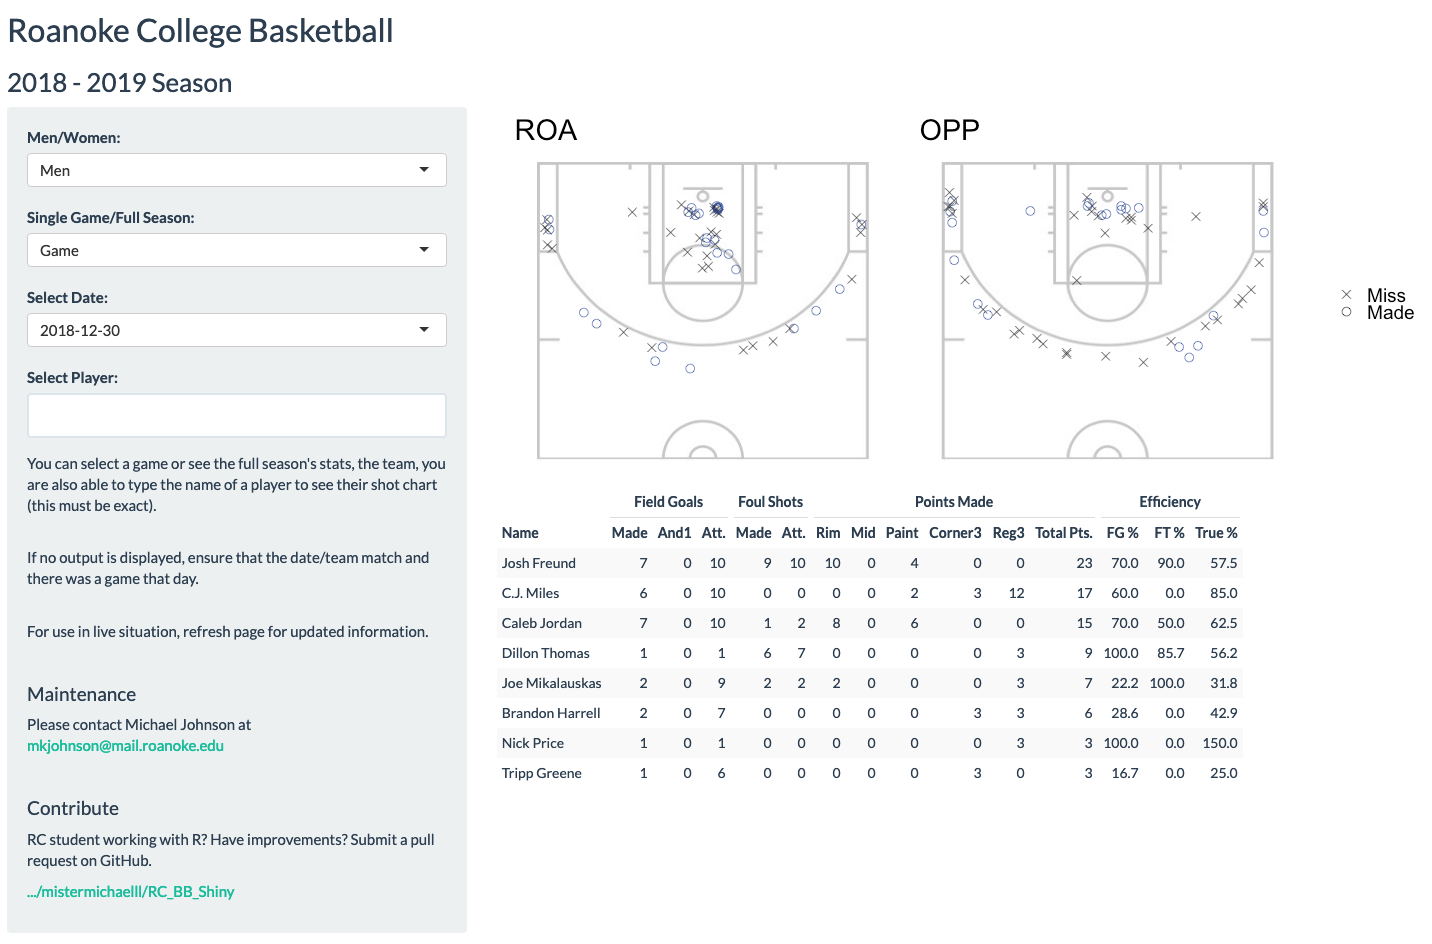 Roanoke College Basketball
2018 - 2019 Season
Men/Women:
Men
Single Game/Full Season:
Game
Select Date:
2018-12-30
Select Player:
You can select a game or see the full season's stats, the team, you
are also able to type the name of a player to see their shot chart
(this must be exact).
If no output is displayed, ensure that the date/team match and
there was a game that day.
For use in live situation, refresh page for updated information.
Maintenance
Please contact Michael Johnson at
mkjohnson@mail.roanoke.edu
Contribute
RC student working with R? Have improvements? Submit a pull
request on GitHub.
.../mistermichaelll/RC_BB_Shiny
ROA
OPP
Miss
Made
Field Goals Foul Shots Points Made Efficiency
Name Made And1 Att. Made Att. Rim Mid Paint Corner3 Reg3 Total Pts. FG % FT % True %
Josh Freund 7 0 10 9 10 10 0 4 0 0 23 70.0 90.0 57.5
C.J. Miles 6 0 10 0 0 0 0 2 3 12 17 60.0 0.0 85.0
Caleb Jordan 7 0 10 1 2 8 0 6 0 0 15 70.0 50.0 62.5
Dillon Thomas 1 0 1 6 7 0 0 0 0 3 9 100.0 85.7 56.2
Joe Mikalauskas 2 0 9 2 2 2 0 0 0 3 7 22.2 100.0 31.8
Brandon Harrell 2 0 7 0 0 0 0 0 3 3 6 28.6 0.0 42.9
Nick Price 1 0 1 0 0 0 0 0 0 3 3 100.0 0.0 150.0
Tripp Greene 1 0 6 0 0 0 0 0 3 0 3 16.7 0.0 25.0